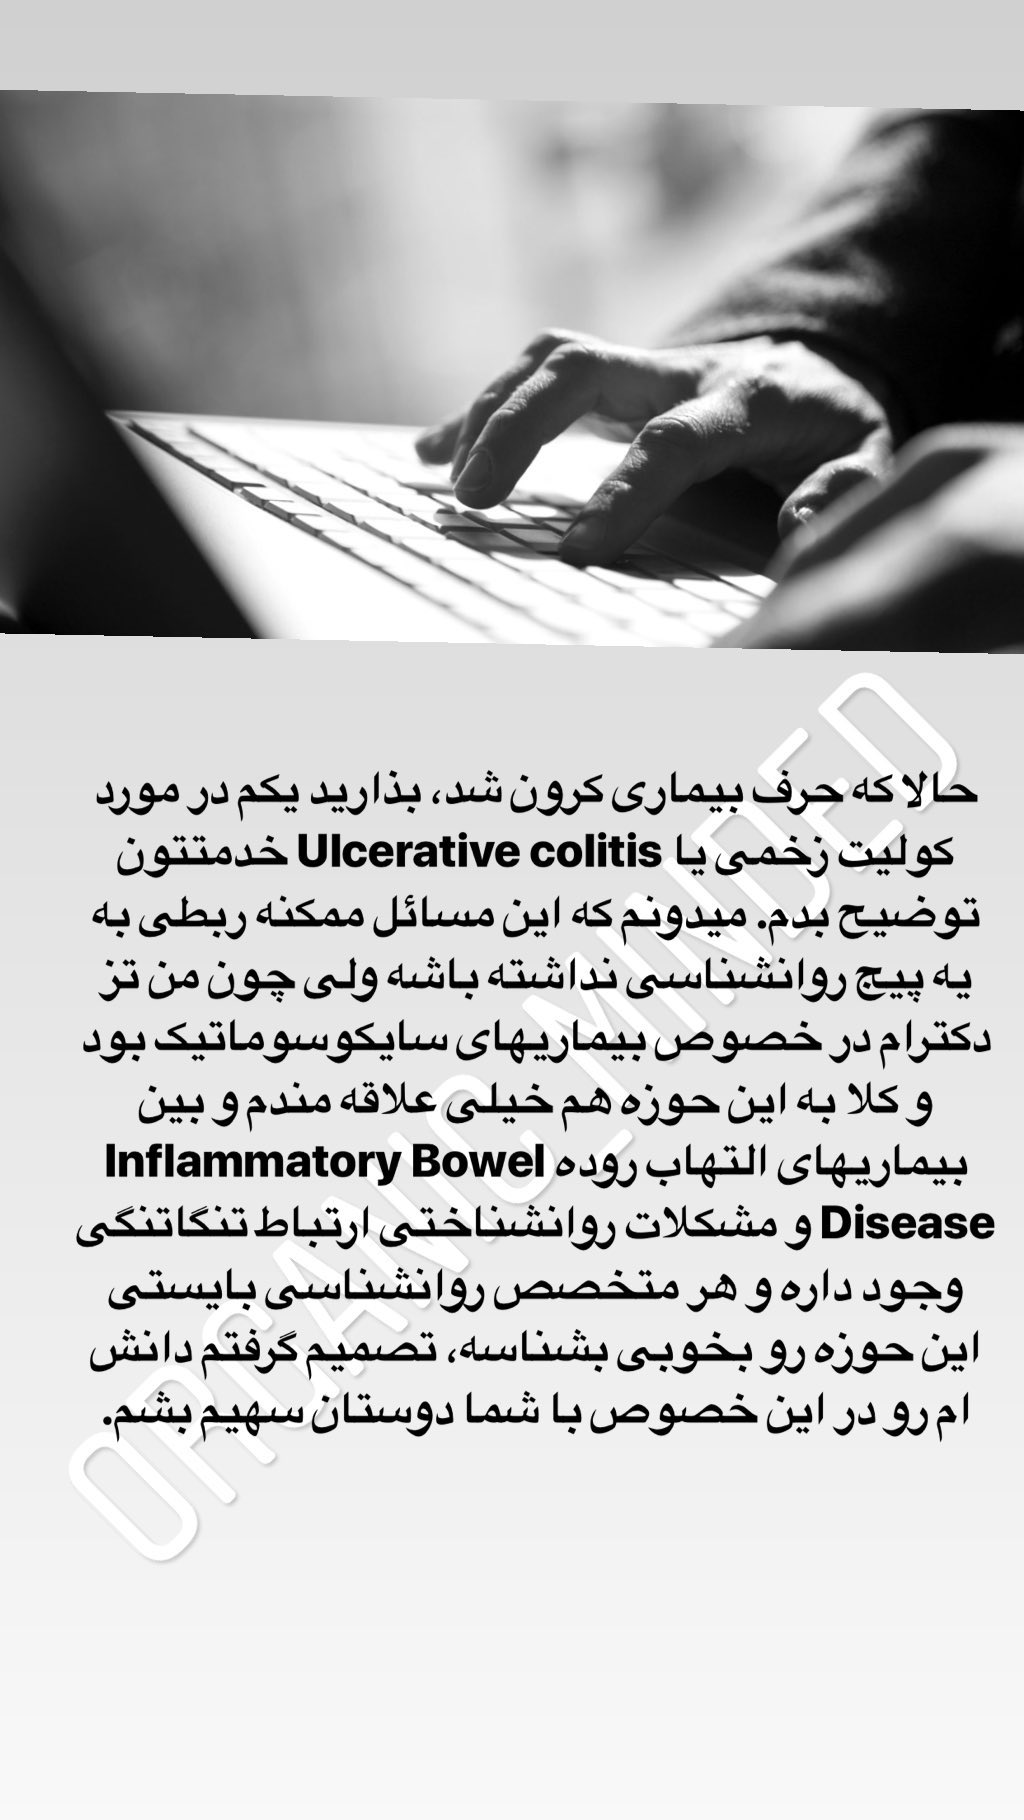 حالا که حرف بیماری کرون شد، بذارید یکم در مورد
کولیت زخمی یا Ulcerative colitis خدمتتون
توضیح بدم. میدونم که این مسائل ممکنه ربطی به
یه پیج روانشناسی نداشته باشه ولی چون من تز
دکترام در خصوص بیماریهای سایکوسوماتیک بود
و کلا به این حوزه هم خیلی علاقه مندم و بین
بیماریهای التهاب روده Inflammatory Bowel
Disease و مشکلات روانشناختی ارتباط تنگاتنگی
وجود داره و هر متخصص روانشناسی بایستی
این حوزه رو بخوبی بشناسه، تصمیم گرفتم دانش
ام رو در این خصوص با شما دوستان سهیم بشم.
ORGANIC_MINDED